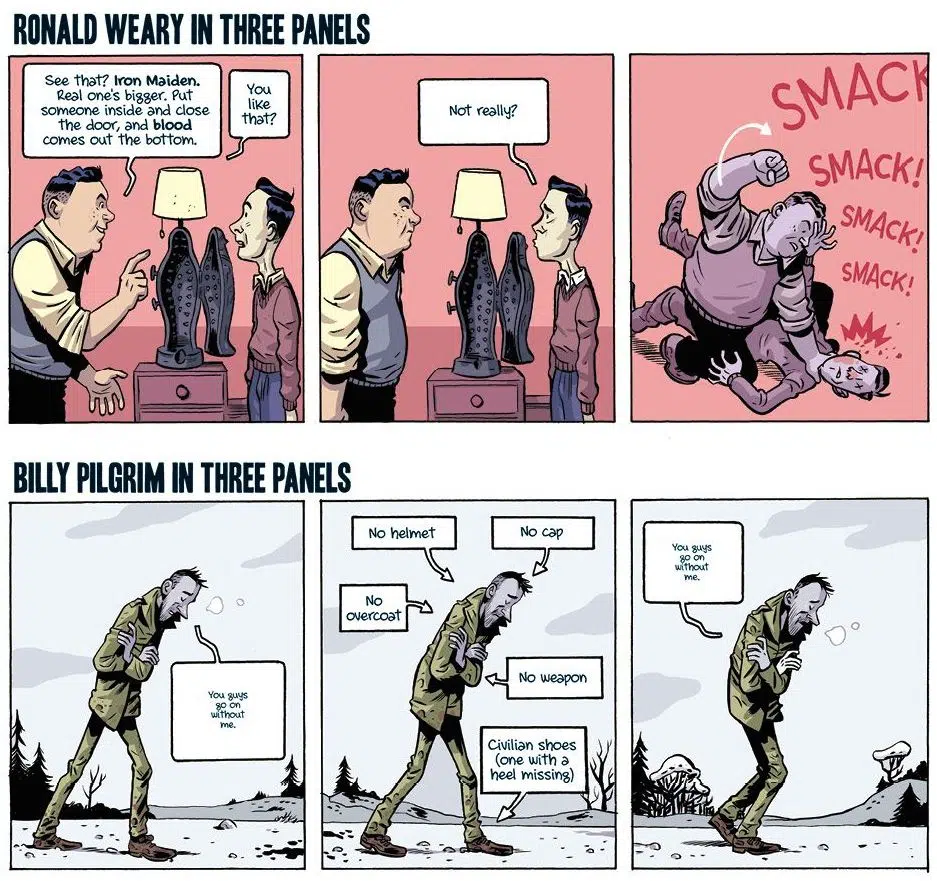 RONALD WEARY IN THREE PANELS
See that? Iron Maiden.
Real one's bigger. Put
someone inside and close
the door, and blood
comes out the bottom.
You
like
that?
Not really?
SMACK
SMACK!
SMACK!
SMACK!
BILLY PILGRIM IN THREE PANELS
You guys
go on
without
me.
No helmet
No cap
No
overcoat
No weapon
Civilian shoes
(one with a
heel missing)
You guys
go on
without
me.